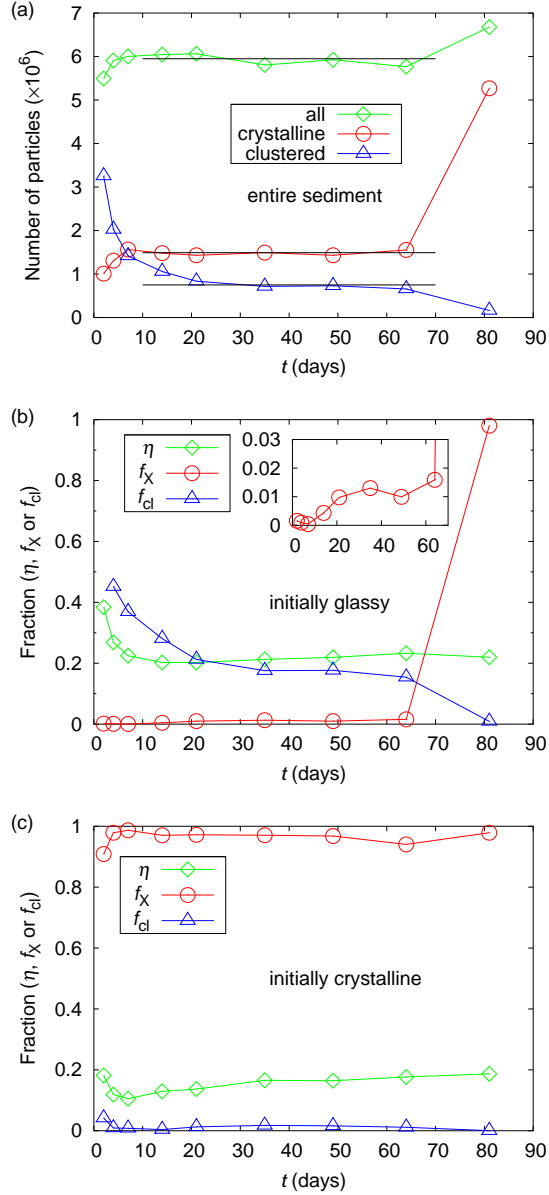 (a)
7
6
5
4
3
2
1
0
Number of particles (×10⁶)
all
crystalline
clustered
entire sediment
0 10 20 30 40 50 60 70 80 90
t (days)
(b)
1
0.8
0.6
0.4
0.2
0
Fraction (η, fX or fcl)
η
fX
fcl
0.03
0.02
0.01
0
0 20 40 60
initially glassy
0 10 20 30 40 50 60 70 80 90
t (days)
(c)
1
0.8
0.6
0.4
0.2
0
Fraction (η, fX or fcl)
η
fX
fcl
initially crystalline
0 10 20 30 40 50 60 70 80 90
t (days)